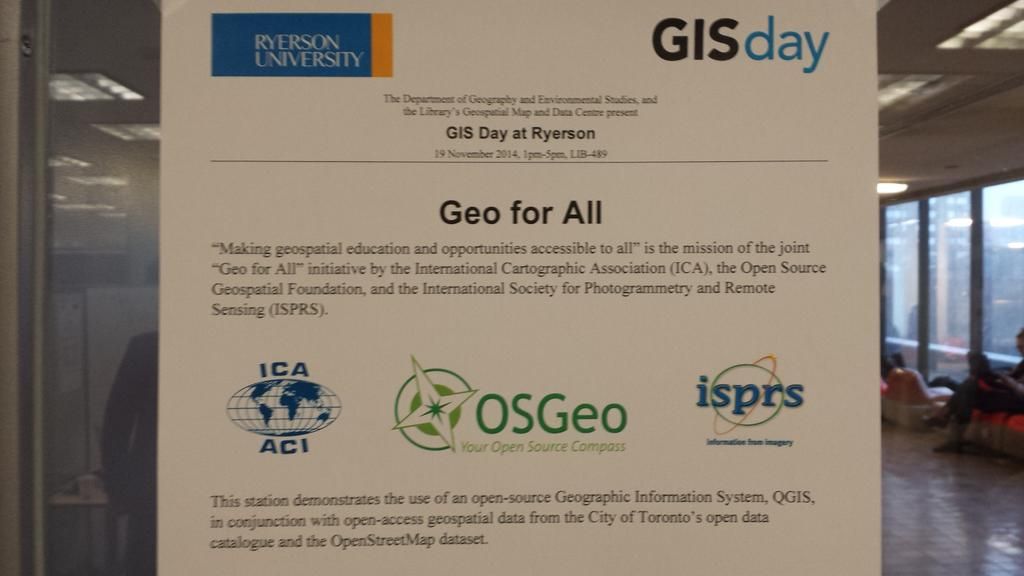 RYERSON
UNIVERSITY
GISday
The Department of Geography and Environmental Studies, and
the Library's Geospatial Map and Data Centre present
GIS Day at Ryerson
19 November 2014, 1pm-5pm, LIB-489
Geo for All
“Making geospatial education and opportunities accessible to all” is the mission of the joint
“Geo for All” initiative by the International Cartographic Association (ICA), the Open Source
Geospatial Foundation, and the International Society for Photogrammetry and Remote
Sensing (ISPRS).
ICA
ACI
OSGeo
Your Open Source Compass
isprs
information from imagery
This station demonstrates the use of an open-source Geographic Information System, QGIS,
in conjunction with open-access geospatial data from the City of Toronto’s open data
catalogue and the OpenStreetMap dataset.